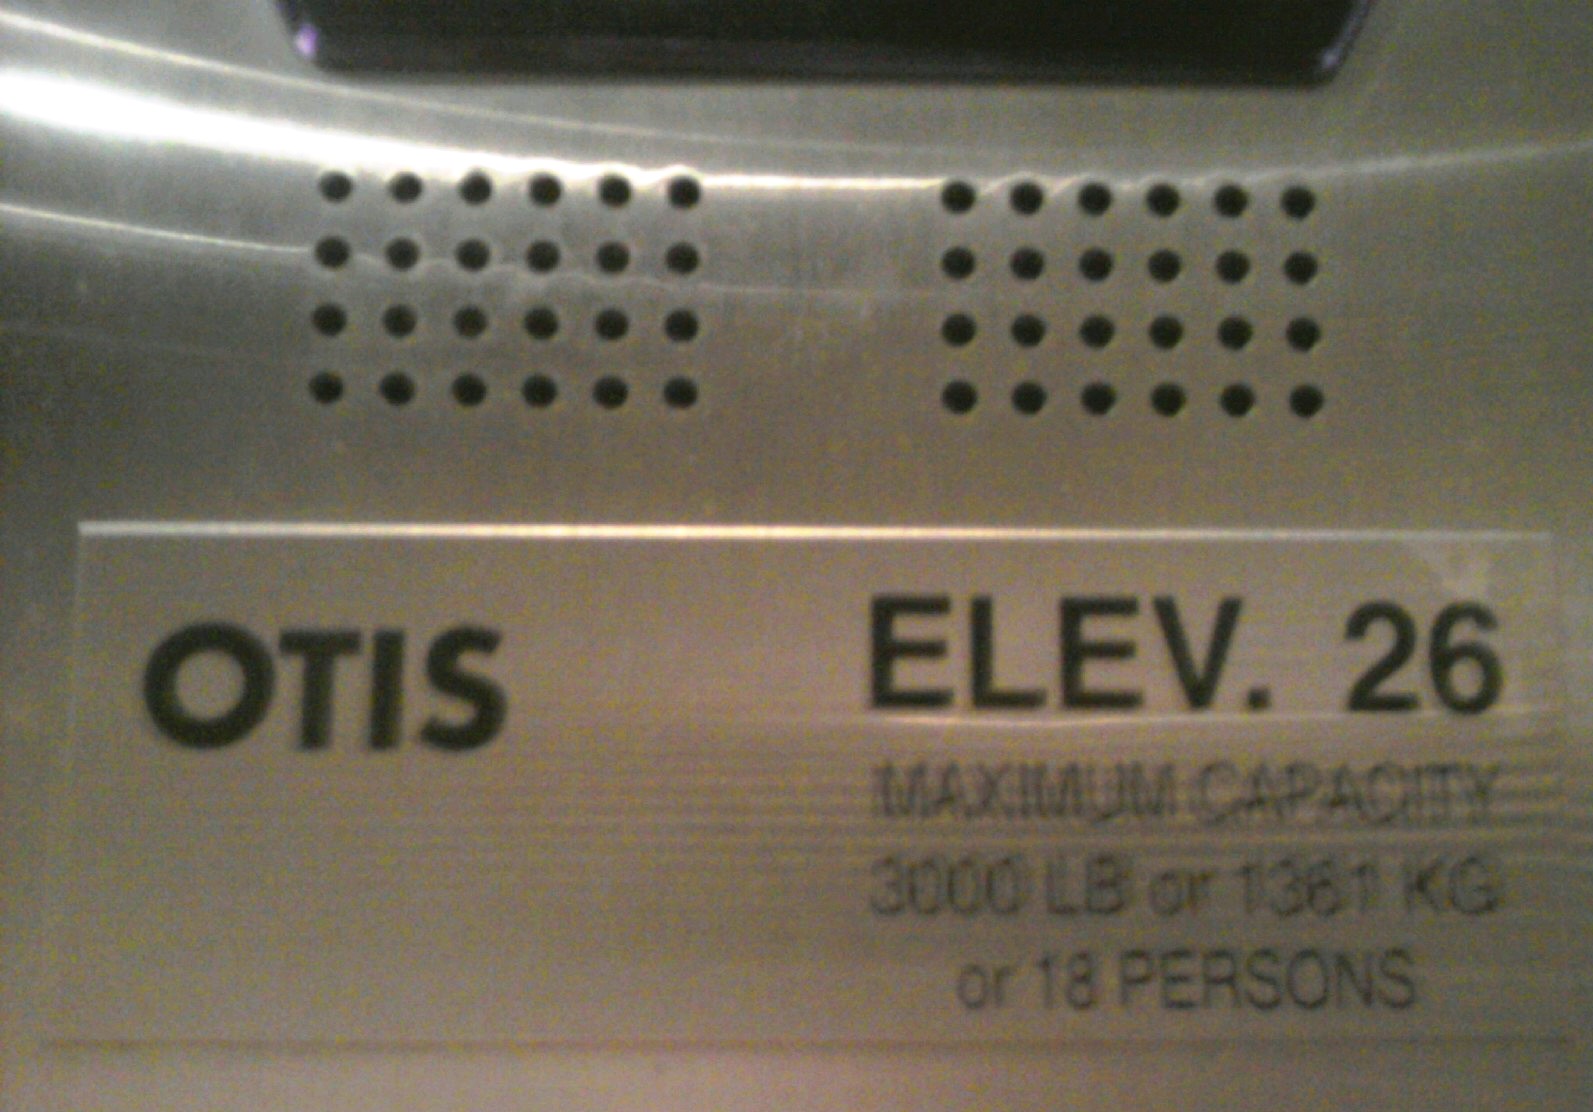 OTIS
ELEV. 26
MAXIMUM CAPACITY
3000 LB or 1361 KG
or 18 PERSONS